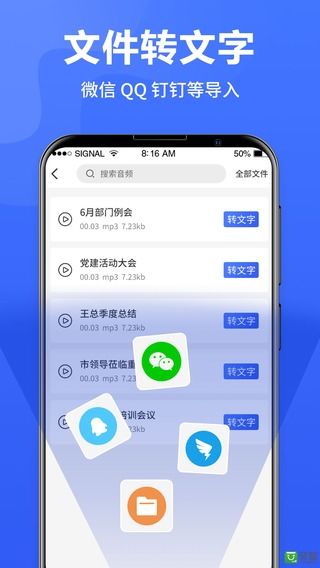 文件转文字
微信 QQ 钉钉等导入
SIGNAL 8:16 AM 50%
搜索音频 全部文件
6月部门例会
00.03 mp3 7.23kb 转文字
党建活动大会
00.03 mp3 7.23kb 转文字
王总季度总结
00.03 mp3 7.23kb 转文字
市领导莅临重
00.03 mp3 7.23kb 转文字
培训会议
00.0 7.23kb 转文字